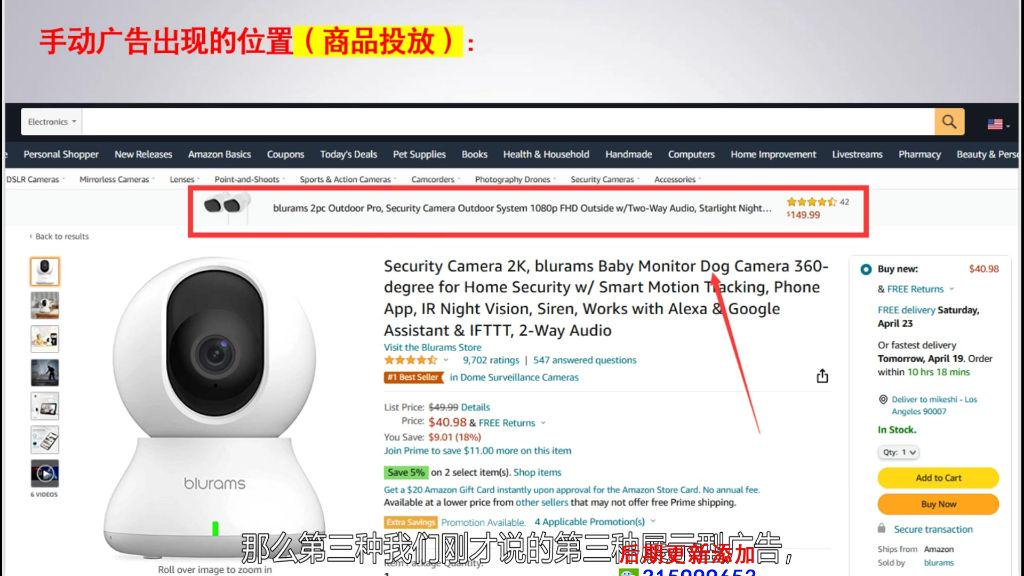 手动广告出现的位置（商品投放）:
Electronics
Personal Shopper New Releases Amazon Basics Coupons Today's Deals Pet Supplies Books Health & Household Handmade Computers Home Improvement Livestreams Pharmacy Beauty & Perso
DSLR Cameras Mirrorless Cameras Lenses Point-and-Shoots Sports & Action Cameras Camcorders Photography Drones Security Cameras Accessories
blurams 2pc Outdoor Pro, Security Camera Outdoor System 1080p FHD Outside w/Two-Way Audio, Starlight Night...
42
$149.99
‹ Back to results
Security Camera 2K, blurams Baby Monitor Dog Camera 360-
degree for Home Security w/ Smart Motion Tracking, Phone
App, IR Night Vision, Siren, Works with Alexa & Google
Assistant & IFTTT, 2-Way Audio
Visit the Blurams Store
9,702 ratings | 547 answered questions
#1 Best Seller in Dome Surveillance Cameras
List Price: $49.99 Details
Price: $40.98 & FREE Returns
You Save: $9.01 (18%)
Join Prime to save $11.00 more on this item
Save 5% on 2 select item(s). Shop items
Get a $20 Amazon Gift Card instantly upon approval for the Amazon Store Card. No annual fee.
Available at a lower price from other sellers that may not offer free Prime shipping.
Extra Savings Promotion Available. 4 Applicable Promotion(s)
blurams
6 VIDEOS
Roll over image to zoom in
Buy new: $40.98
& FREE Returns
FREE delivery Saturday,
April 23
Or fastest delivery
Tomorrow, April 19. Order
within 10 hrs 18 mins
Deliver to mikeshi - Los
Angeles 90007
In Stock.
Qty: 1
Add to Cart
Buy Now
Secure transaction
Ships from Amazon
Sold by blurams
那么第三种我们刚才说的第三种展示型广告,
后期更新添加